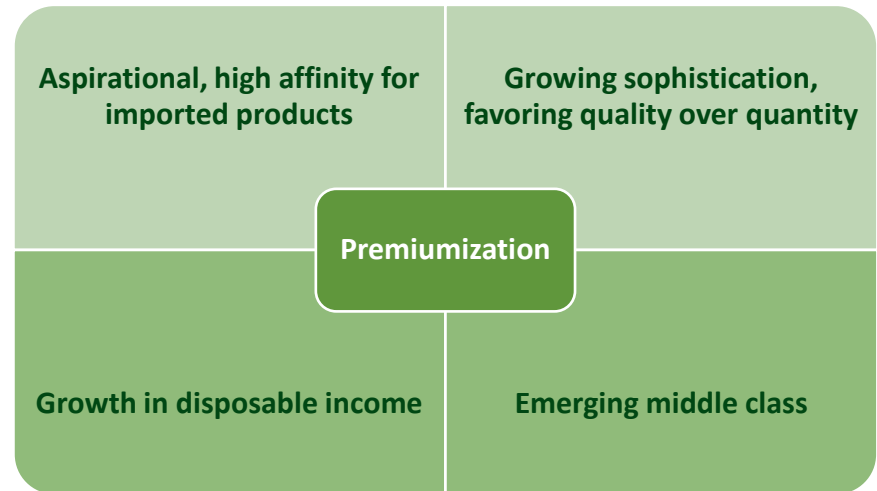 Aspirational, high affinity for
imported products
Growing sophistication,
favoring quality over quantity
Premiumization
Growth in disposable income
Emerging middle class